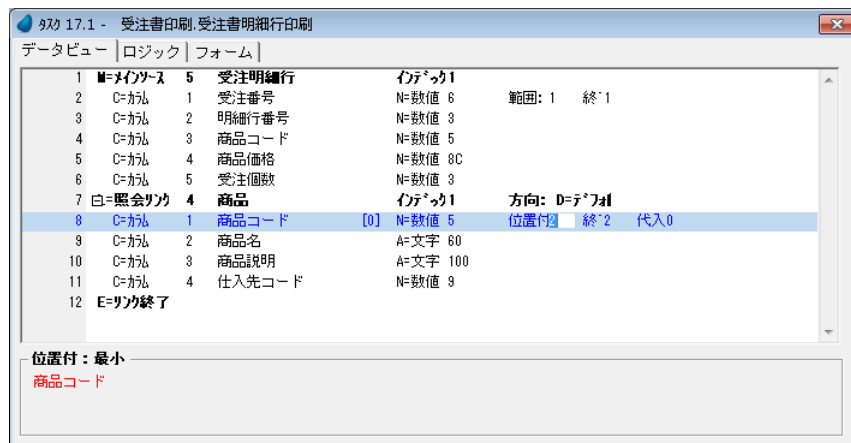 ﾀｽｸ 17.1 - 受注書印刷.受注書明細行印刷
データビュー ロジック フォーム
1 M=ﾒｲﾝｿｰｽ 5 受注明細行 ｲﾝﾃﾞｯｸ 1
2 C=ｶﾗﾑ 1 受注番号 N=数値 6 範囲: 1 終~1
3 C=ｶﾗﾑ 2 明細行番号 N=数値 3
4 C=ｶﾗﾑ 3 商品コード N=数値 5
5 C=ｶﾗﾑ 4 商品価格 N=数値 8C
6 C=ｶﾗﾑ 5 受注個数 N=数値 3
7 L=照会ﾘﾝｸ 4 商品 ｲﾝﾃﾞｯｸ 1 方向: D=ﾃﾞﾌｫﾙ
8 C=ｶﾗﾑ 1 商品コード [0] N=数値 5 位置付2 終~2 代入0
9 C=ｶﾗﾑ 2 商品名 A=文字 60
10 C=ｶﾗﾑ 3 商品説明 A=文字 100
11 C=ｶﾗﾑ 4 仕入先コード N=数値 9
12 E=ﾘﾝｸ終了
位置付：最小
商品コード